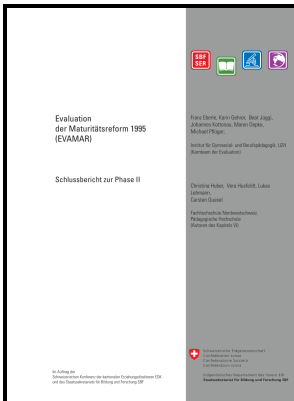 SBF
SER
Evaluation
der Maturitätsreform 1995
(EVAMAR)
Schlussbericht zur Phase II
Franz Eberle, Karin Gehrer, Beat Jaggi,
Johannes Kottonau, Maren Oepke,
Michael Pflüger,
Institut für Gymnasial- und Berufspädagogik, UZH
(Kernteam der Evaluation)
Christina Huber, Vera Husfeldt, Lukas
Lehmann,
Carsten Quesel
Fachhochschule Nordwestschweiz,
Pädagogische Hochschule
(Autoren des Kapitels VI)
Im Auftrag der
Schweizerischen Konferenz der kantonalen Erziehungsdirektoren EDK
und des Staatssekretariats für Bildung und Forschung SBF
Schweizerische Eidgenossenschaft
Confédération suisse
Confederazione Svizzera
Confederaziun svizra
Eidgenössisches Departement des Innern EDI
Staatssekretariat für Bildung und Forschung SBF